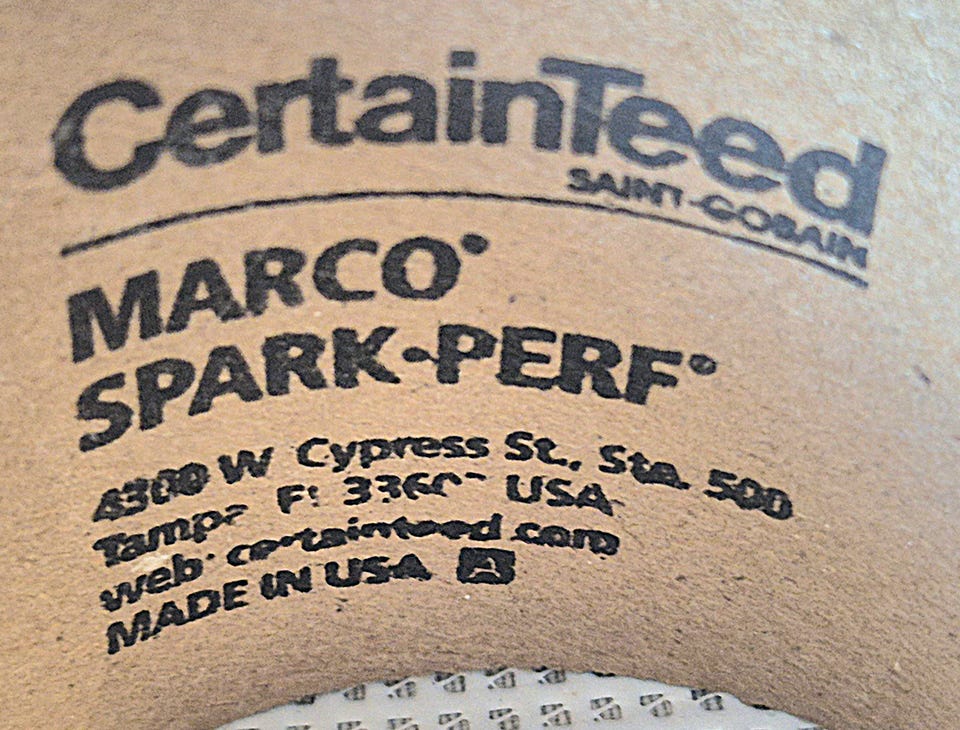 CertainTeed
SAINT-GOBAIN
MARCO®
SPARK-PERF®
4300 W Cypress St., Ste. 500
Tampa USA
web: certainteed.com
MADE IN USA